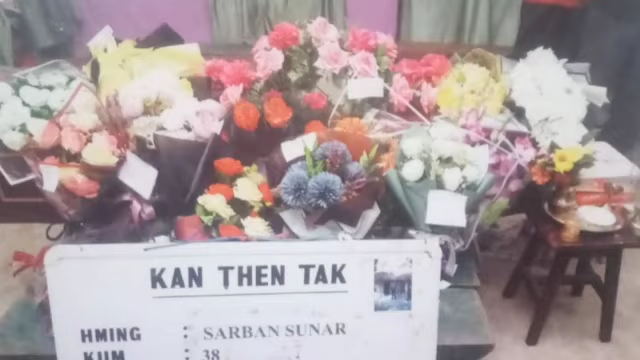 KAN THEN TAK
HMING : SARBAN SUNAR
KUM : 38